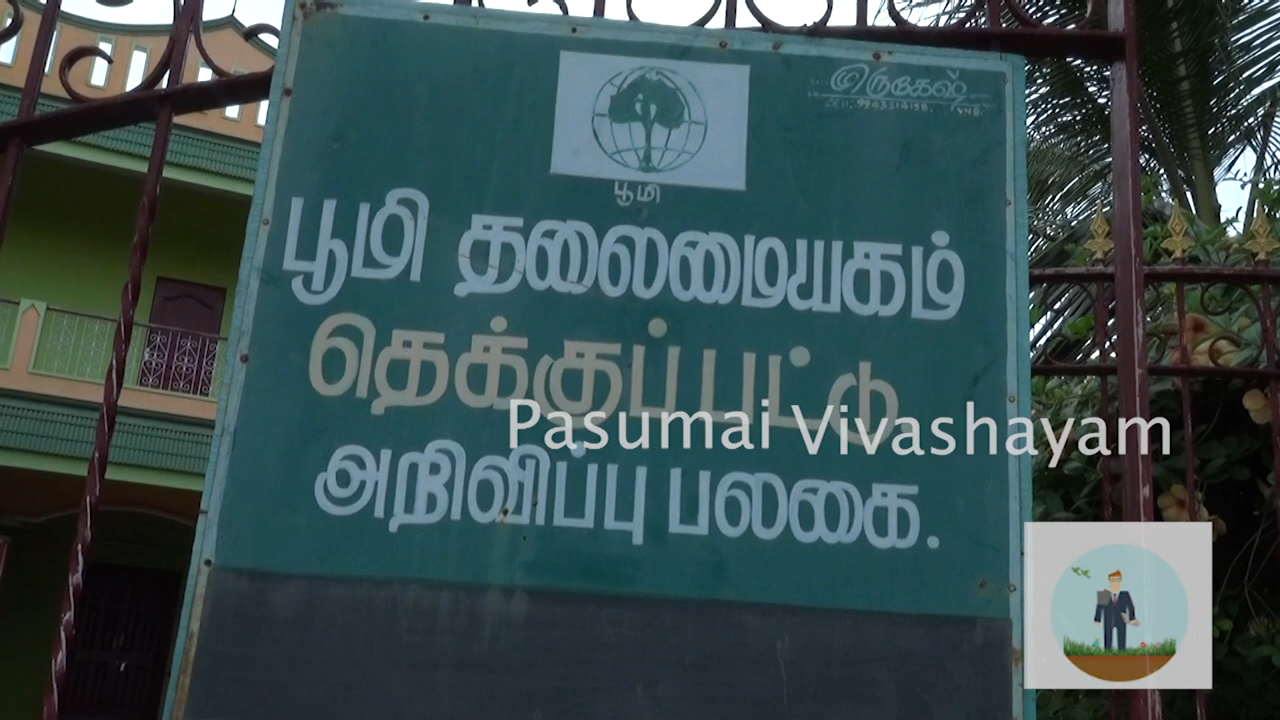 முருகேஷ்
பூமி
பூமி தலைமையகம்
தெக்குப்பட்டு
Pasumai Vivashayam
அறிவிப்பு பலகை.